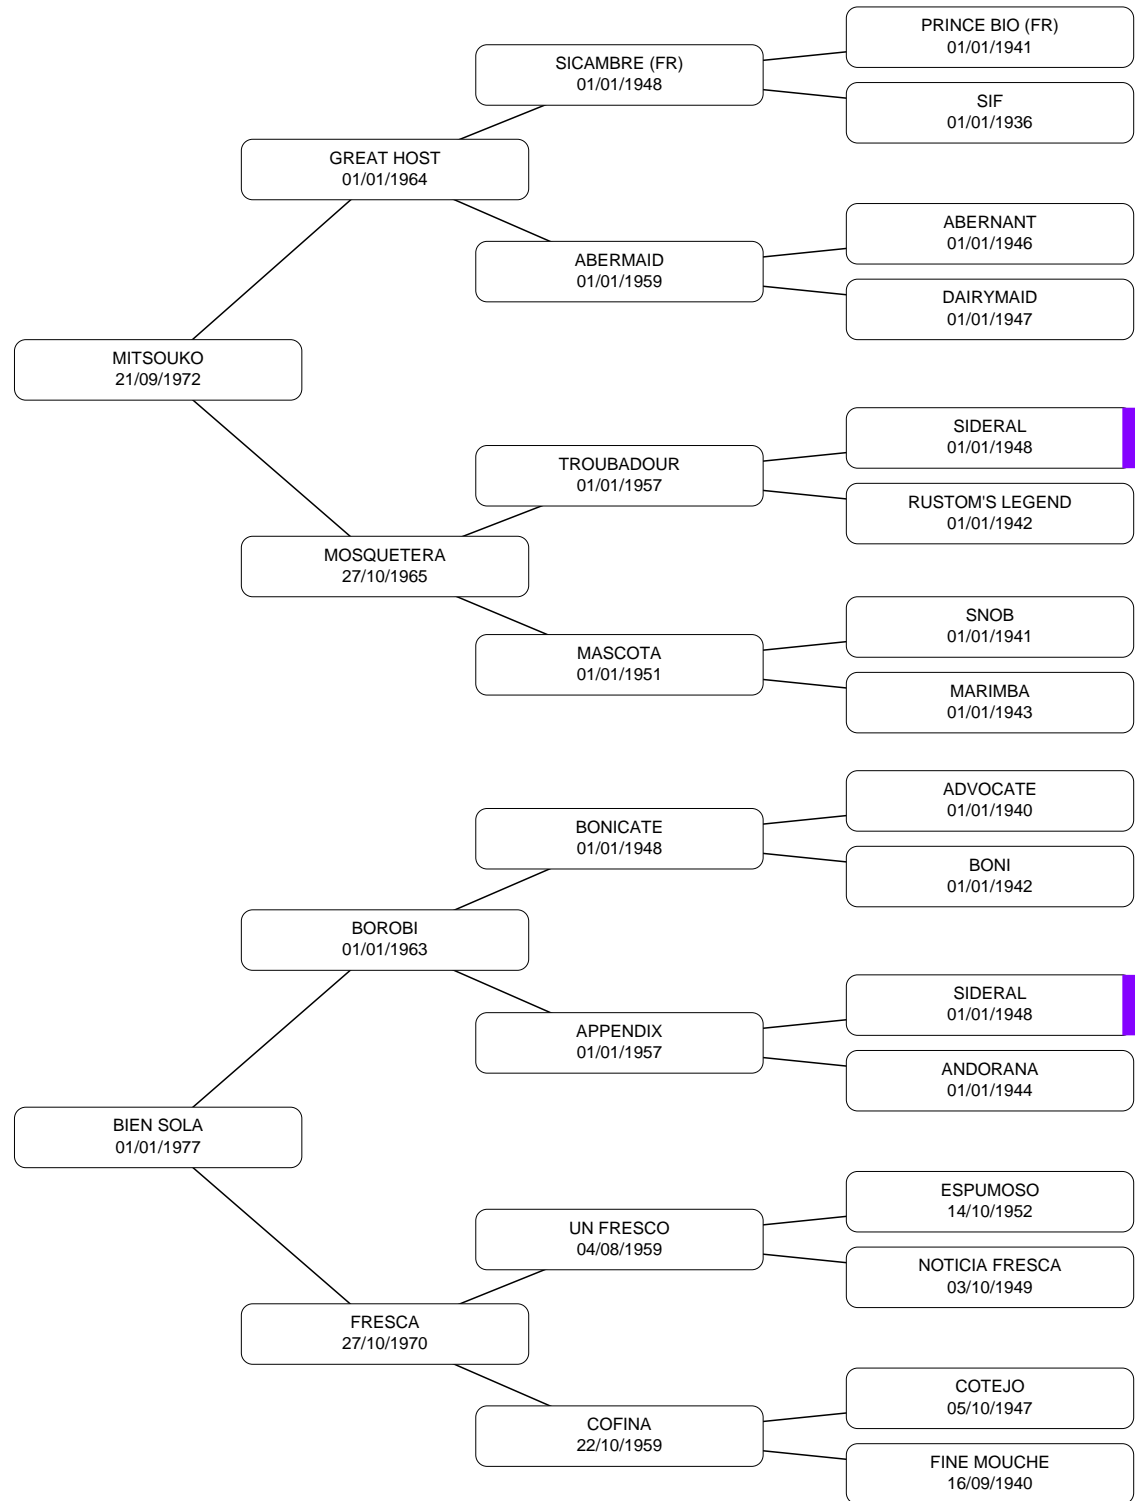 PRINCE BIO (FR)
01/01/1941
SICAMBRE (FR)
01/01/1948
SIF
01/01/1936
GREAT HOST
01/01/1964
ABERNANT
01/01/1946
ABERMAID
01/01/1959
DAIRYMAID
01/01/1947
MITSOUKO
21/09/1972
SIDERAL
01/01/1948
TROUBADOUR
01/01/1957
RUSTOM'S LEGEND
01/01/1942
MOSQUETERA
27/10/1965
SNOB
01/01/1941
MASCOTA
01/01/1951
MARIMBA
01/01/1943
ADVOCATE
01/01/1940
BONICATE
01/01/1948
BONI
01/01/1942
BOROBI
01/01/1963
SIDERAL
01/01/1948
APPENDIX
01/01/1957
ANDORANA
01/01/1944
BIEN SOLA
01/01/1977
ESPUMOSO
14/10/1952
UN FRESCO
04/08/1959
NOTICIA FRESCA
03/10/1949
FRESCA
27/10/1970
COTEJO
05/10/1947
COFINA
22/10/1959
FINE MOUCHE
16/09/1940